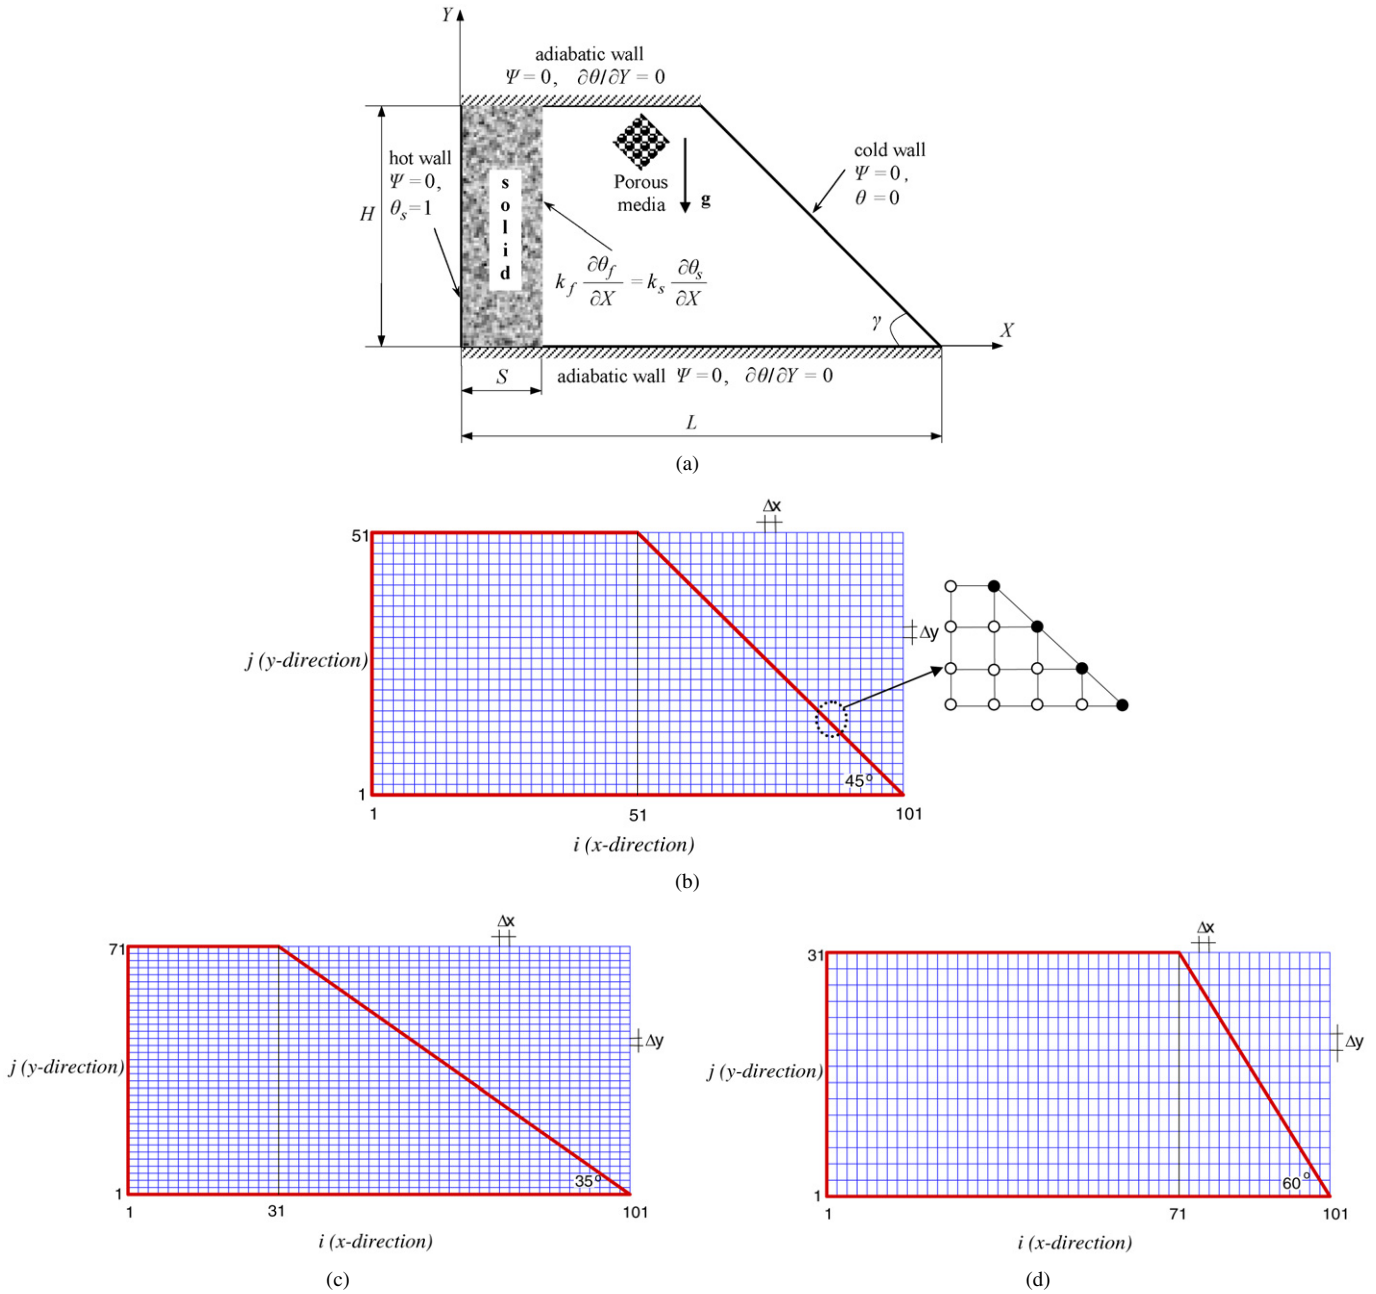 Y
adiabatic wall
Ψ = 0, ∂θ/∂Y = 0
hot wall
Ψ=0,
θs=1
H
solid
Porous
media
g
cold wall
Ψ=0,
θ =0
kf ∂θf/∂X = ks ∂θs/∂X
γ
X
S
adiabatic wall Ψ=0, ∂θ/∂Y = 0
L
(a)
Δx
51
j (y-direction)
Δy
45°
1
1 51 101
i (x-direction)
(b)
Δx
71
Δy
j (y-direction)
35°
1
1 31 101
i (x-direction)
(c)
Δx
31
Δy
j (y-direction)
60°
1
1 71 101
i (x-direction)
(d)